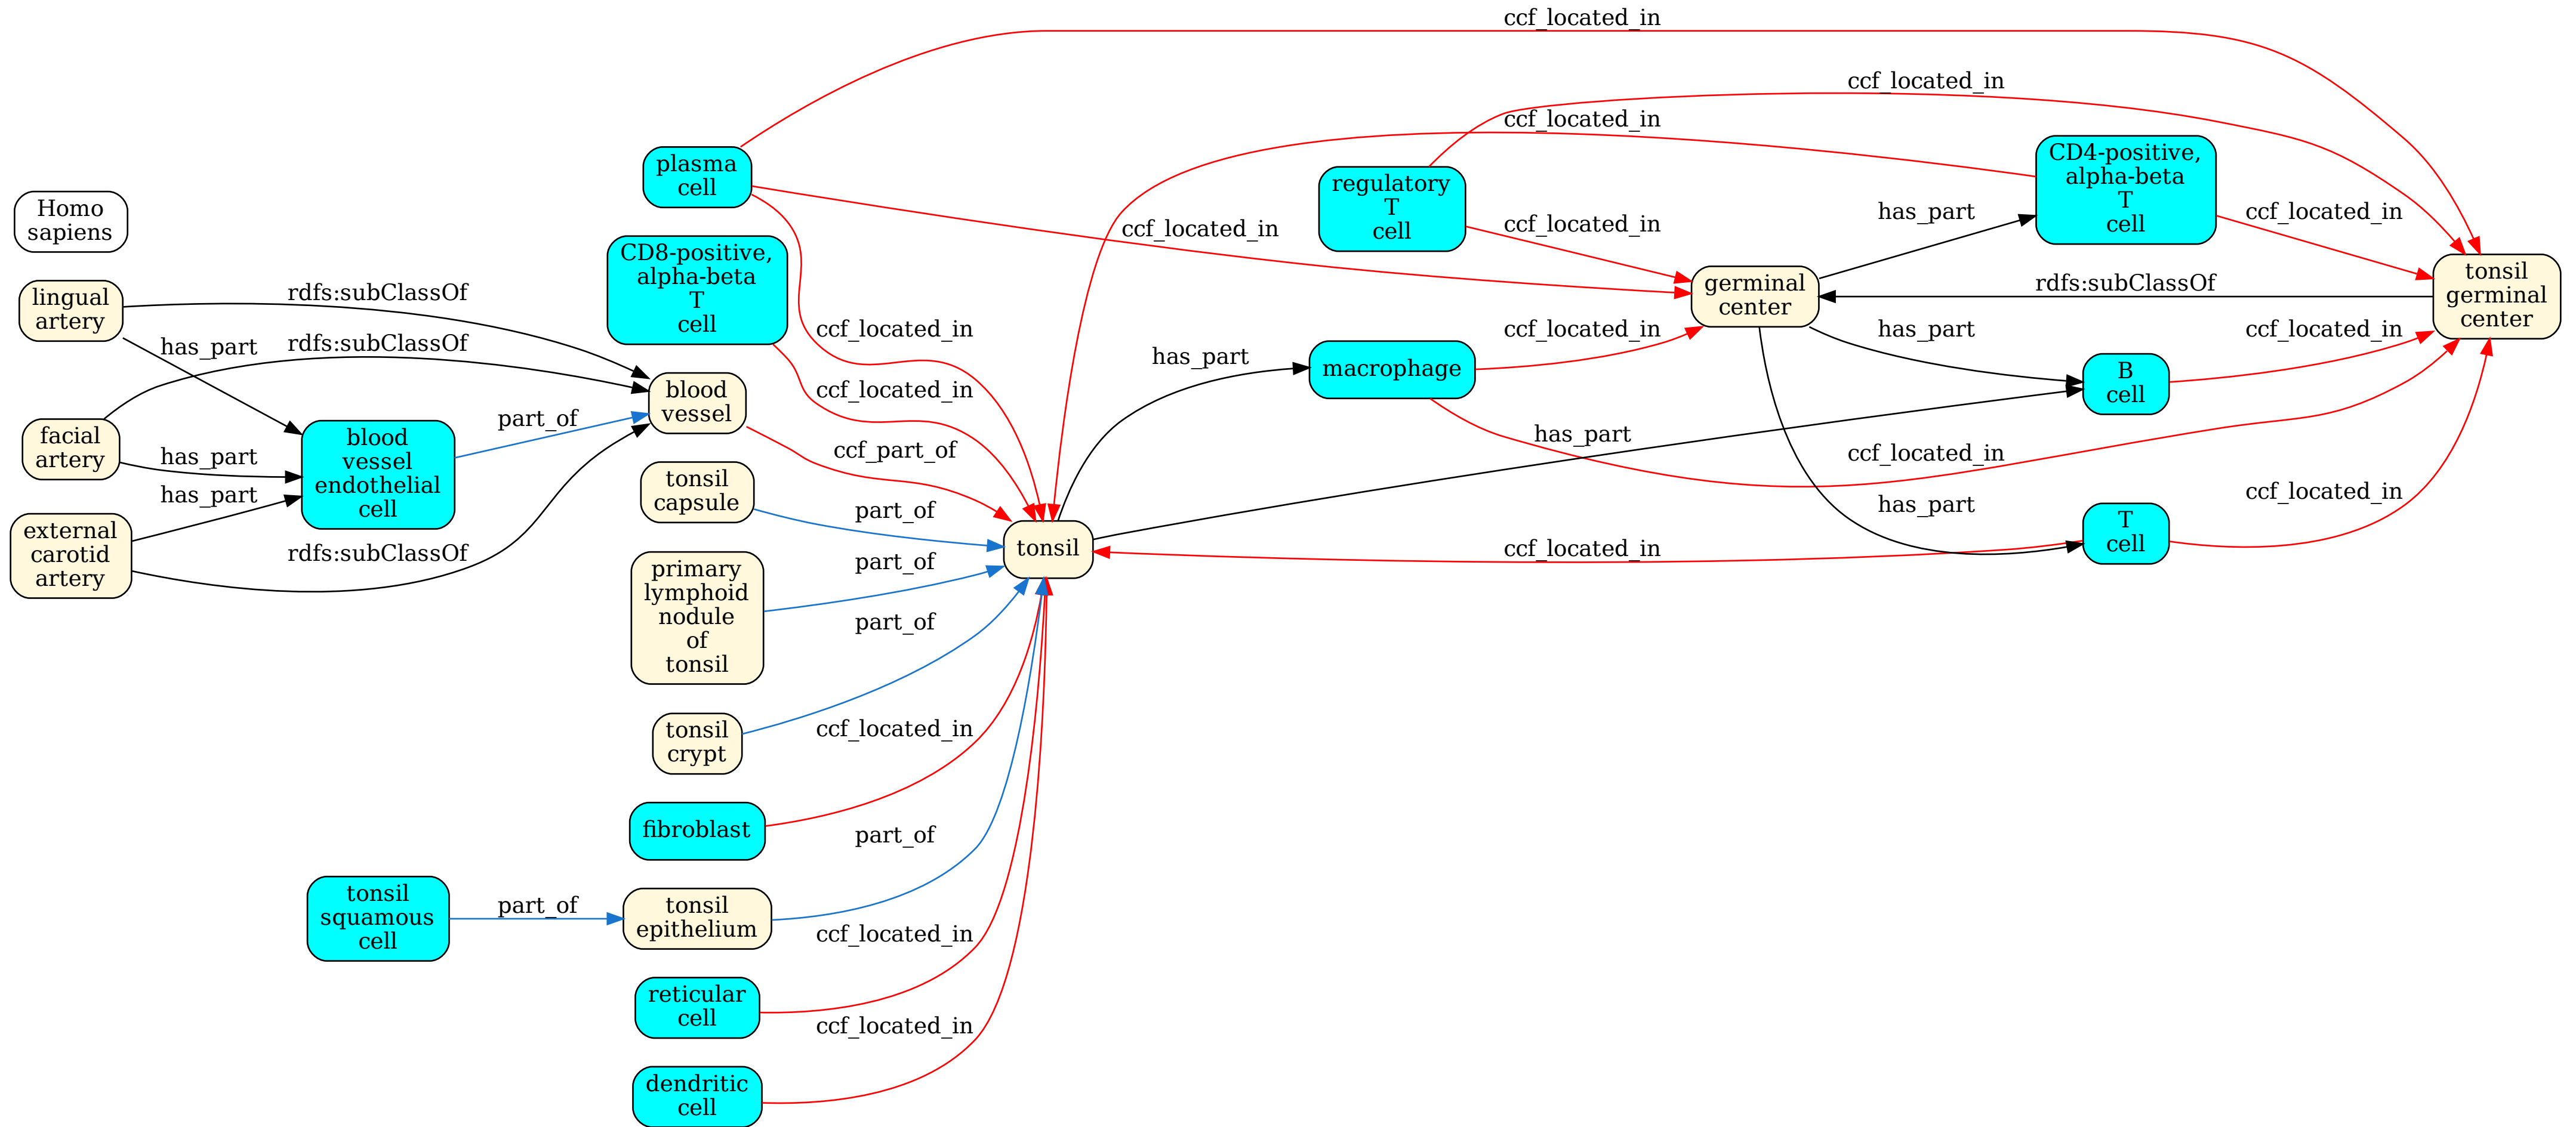 ccf_located_in
ccf_located_in
ccf_located_in
plasma
cell
CD4-positive,
alpha-beta
T
cell
regulatory
T
cell
Homo
sapiens
has_part
ccf_located_in
ccf_located_in
ccf_located_in
CD8-positive,
alpha-beta
T
cell
lingual
artery
rdfs:subClassOf
germinal
center
rdfs:subClassOf
tonsil
germinal
center
ccf_located_in
ccf_located_in
has_part
ccf_located_in
has_part
rdfs:subClassOf
has_part
macrophage
B
cell
blood
vessel
ccf_located_in
facial
artery
part_of
has_part
blood
vessel
endothelial
cell
has_part
ccf_part_of
ccf_located_in
has_part
tonsil
capsule
ccf_located_in
has_part
part_of
external
carotid
artery
rdfs:subClassOf
tonsil
ccf_located_in
T
cell
part_of
primary
lymphoid
nodule
of
tonsil
part_of
tonsil
crypt
ccf_located_in
fibroblast
part_of
tonsil
squamous
cell
part_of
tonsil
epithelium
ccf_located_in
reticular
cell
ccf_located_in
dendritic
cell